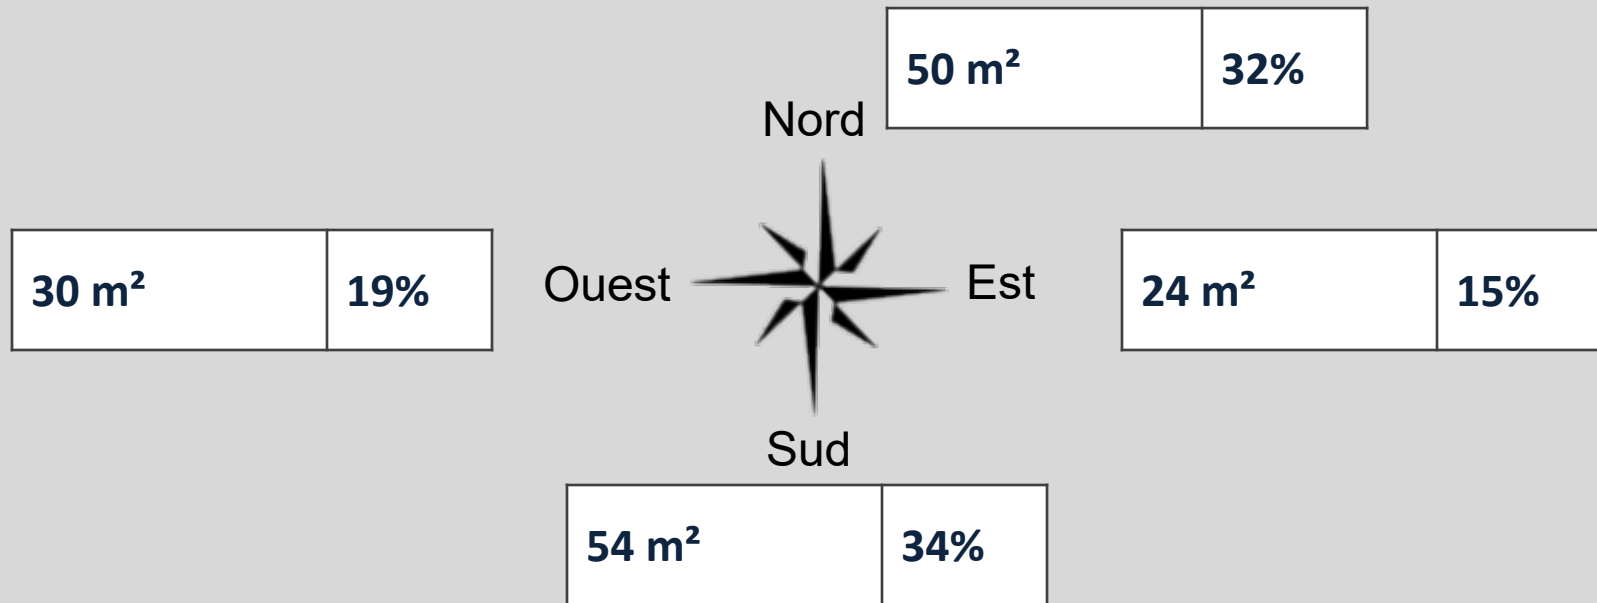 50 m² 32%
Nord
30 m² 19%
Ouest
Est
24 m² 15%
Sud
54 m² 34%